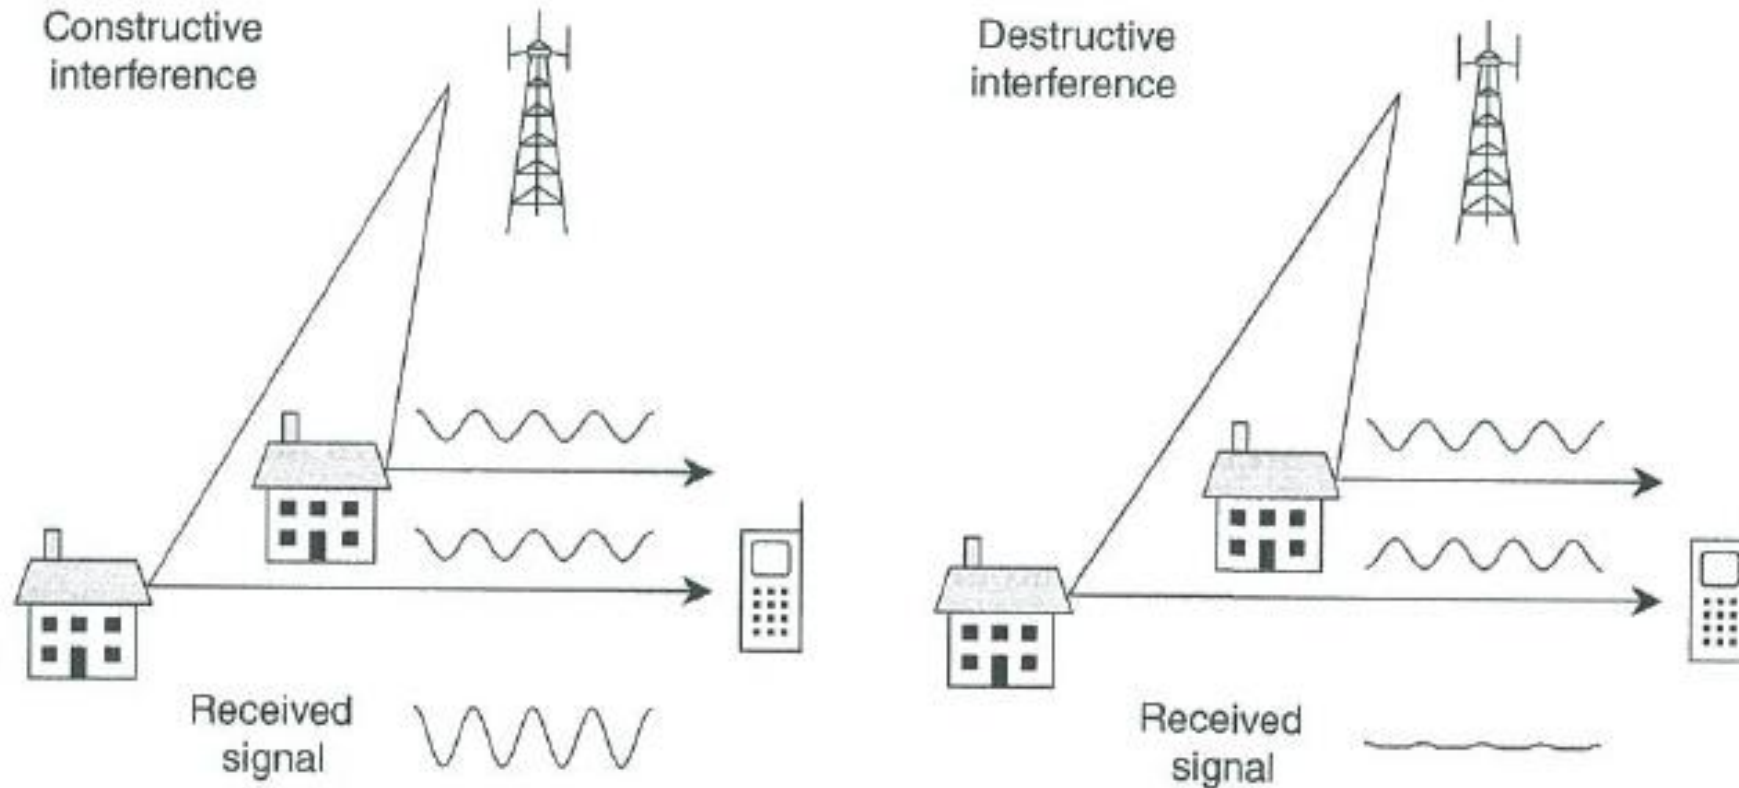 Constructive
interference
Destructive
interference
Received
signal
Received
signal